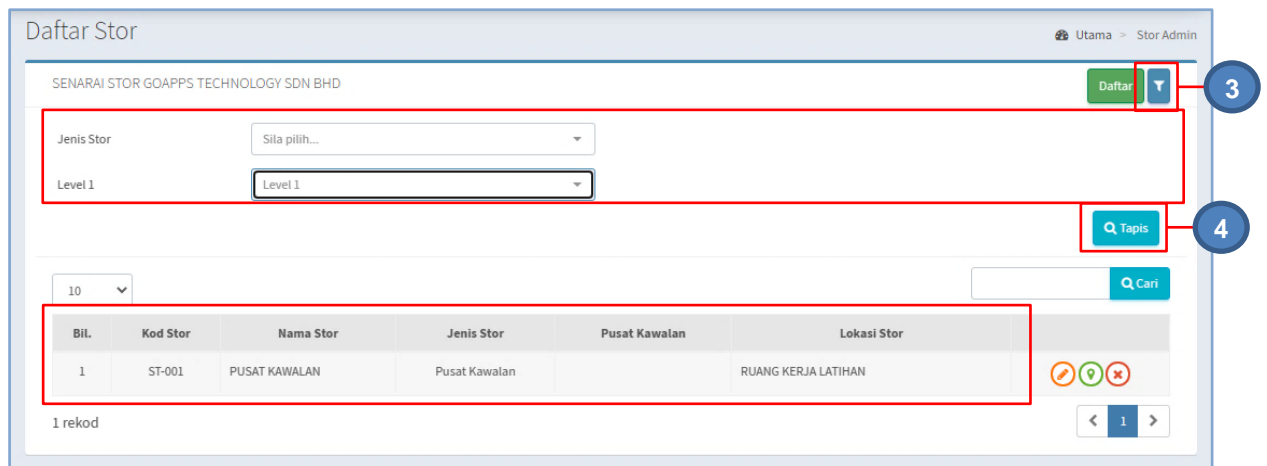 Daftar Stor
Utama > Stor Admin
SENARAI STOR GOAPPS TECHNOLOGY SDN BHD
Daftar
3
Jenis Stor Sila pilih...
Level 1 Level 1
Tapis
4
10
Cari
Bil. Kod Stor Nama Stor Jenis Stor Pusat Kawalan Lokasi Stor
1 ST-001 PUSAT KAWALAN Pusat Kawalan RUANG KERJA LATIHAN
1 rekod
< 1 >